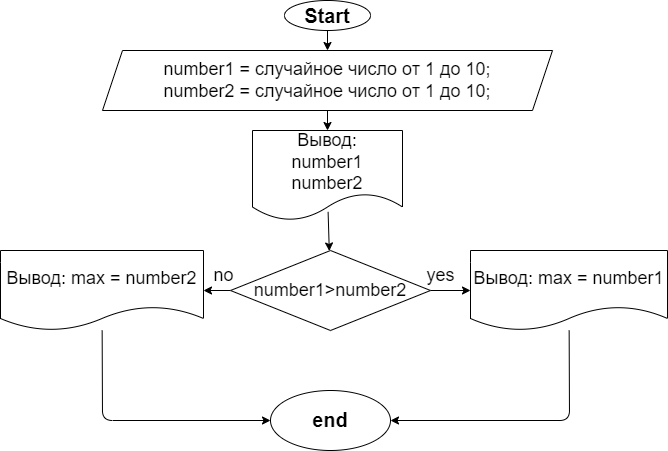 Start
number1 = случайное число от 1 до 10;
number2 = случайное число от 1 до 10;
Вывод:
number1
number2
Вывод: max = number2
no
number1>number2
yes
Вывод: max = number1
end